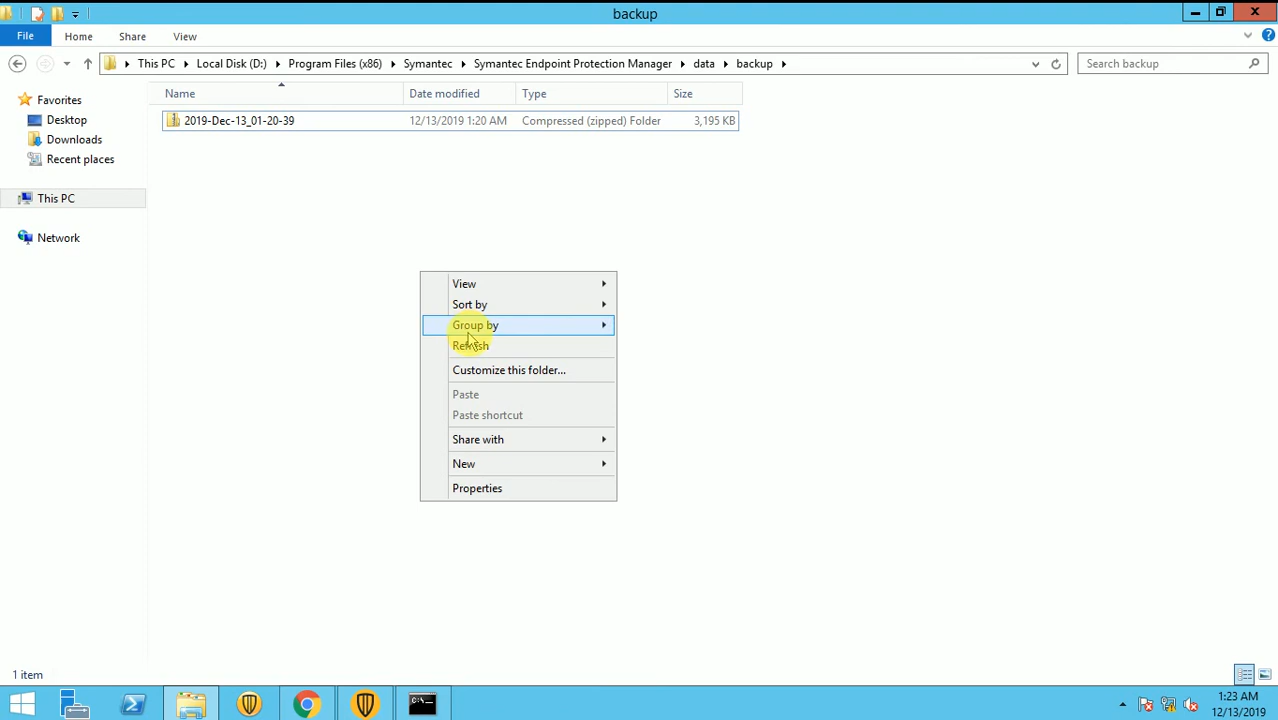 backup
File Home Share View
This PC Local Disk (D:) Program Files (x86) Symantec Symantec Endpoint Protection Manager data backup
Search backup
Name Date modified Type Size
2019-Dec-13_01-20-39 12/13/2019 1:20 AM Compressed (zipped) Folder 3,195 KB
Favorites
Desktop
Downloads
Recent places
This PC
Network
View
Sort by
Group by
Refresh
Customize this folder...
Paste
Paste shortcut
Share with
New
Properties
1 item
C:\_
1:23 AM
12/13/2019